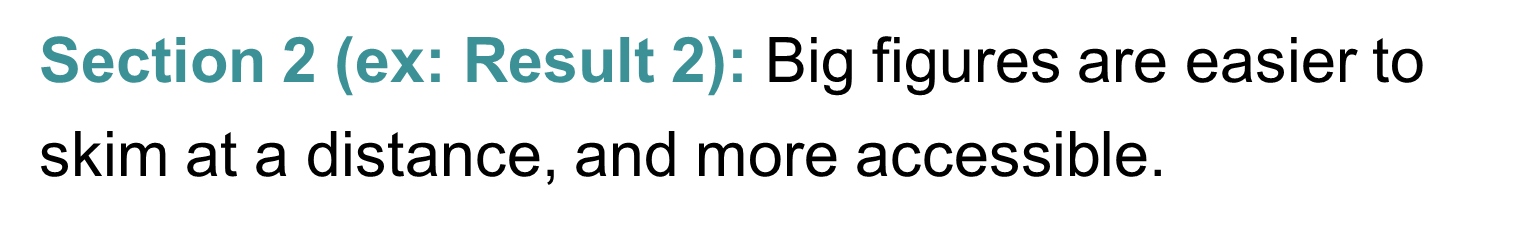 Section 2 (ex: Result 2): Big figures are easier to
skim at a distance, and more accessible.